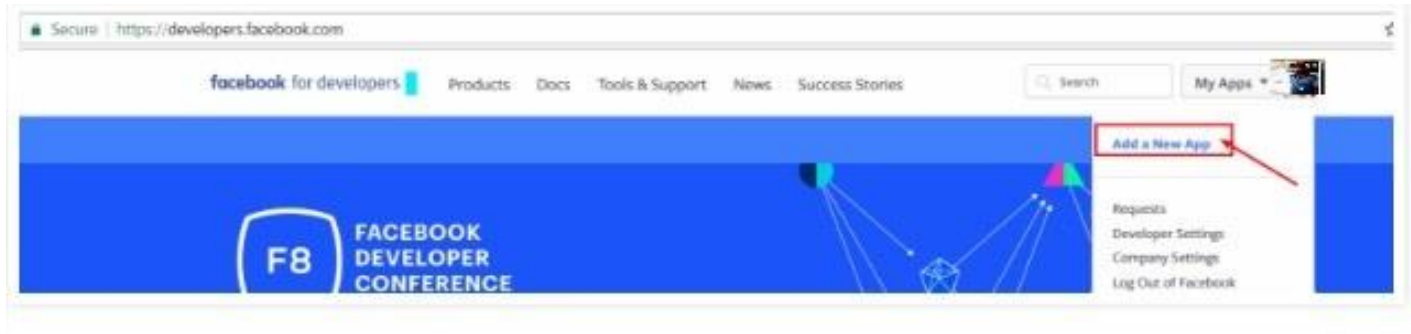 Secure | https://developers.facebook.com
facebook for developers Products Docs Tools & Support News Success Stories Search My Apps
Add a New App
Requests
Developer Settings
Company Settings
Log Out of Facebook
F8
FACEBOOK
DEVELOPER
CONFERENCE